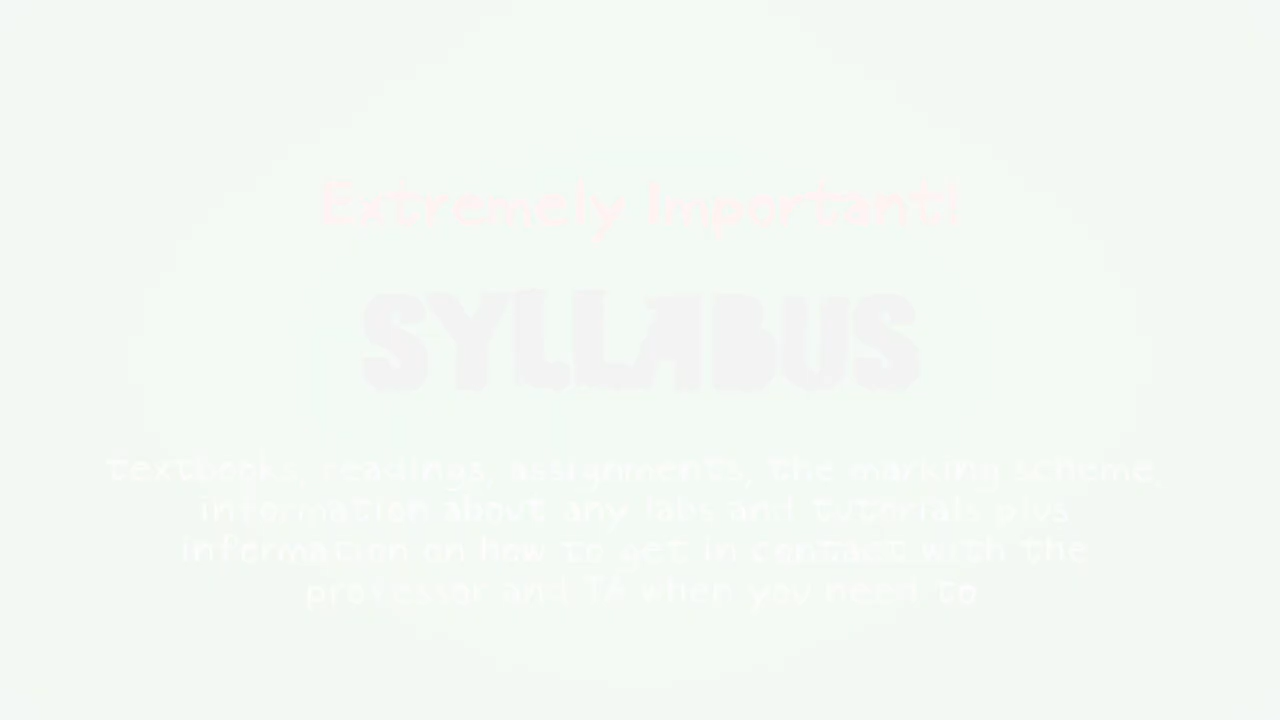 Extremely Important!
SYLLABUS
textbooks, readings, assignments, the marking scheme,
information about any labs and tutorials plus
information on how to get in contact with the
professor and TA when you need to